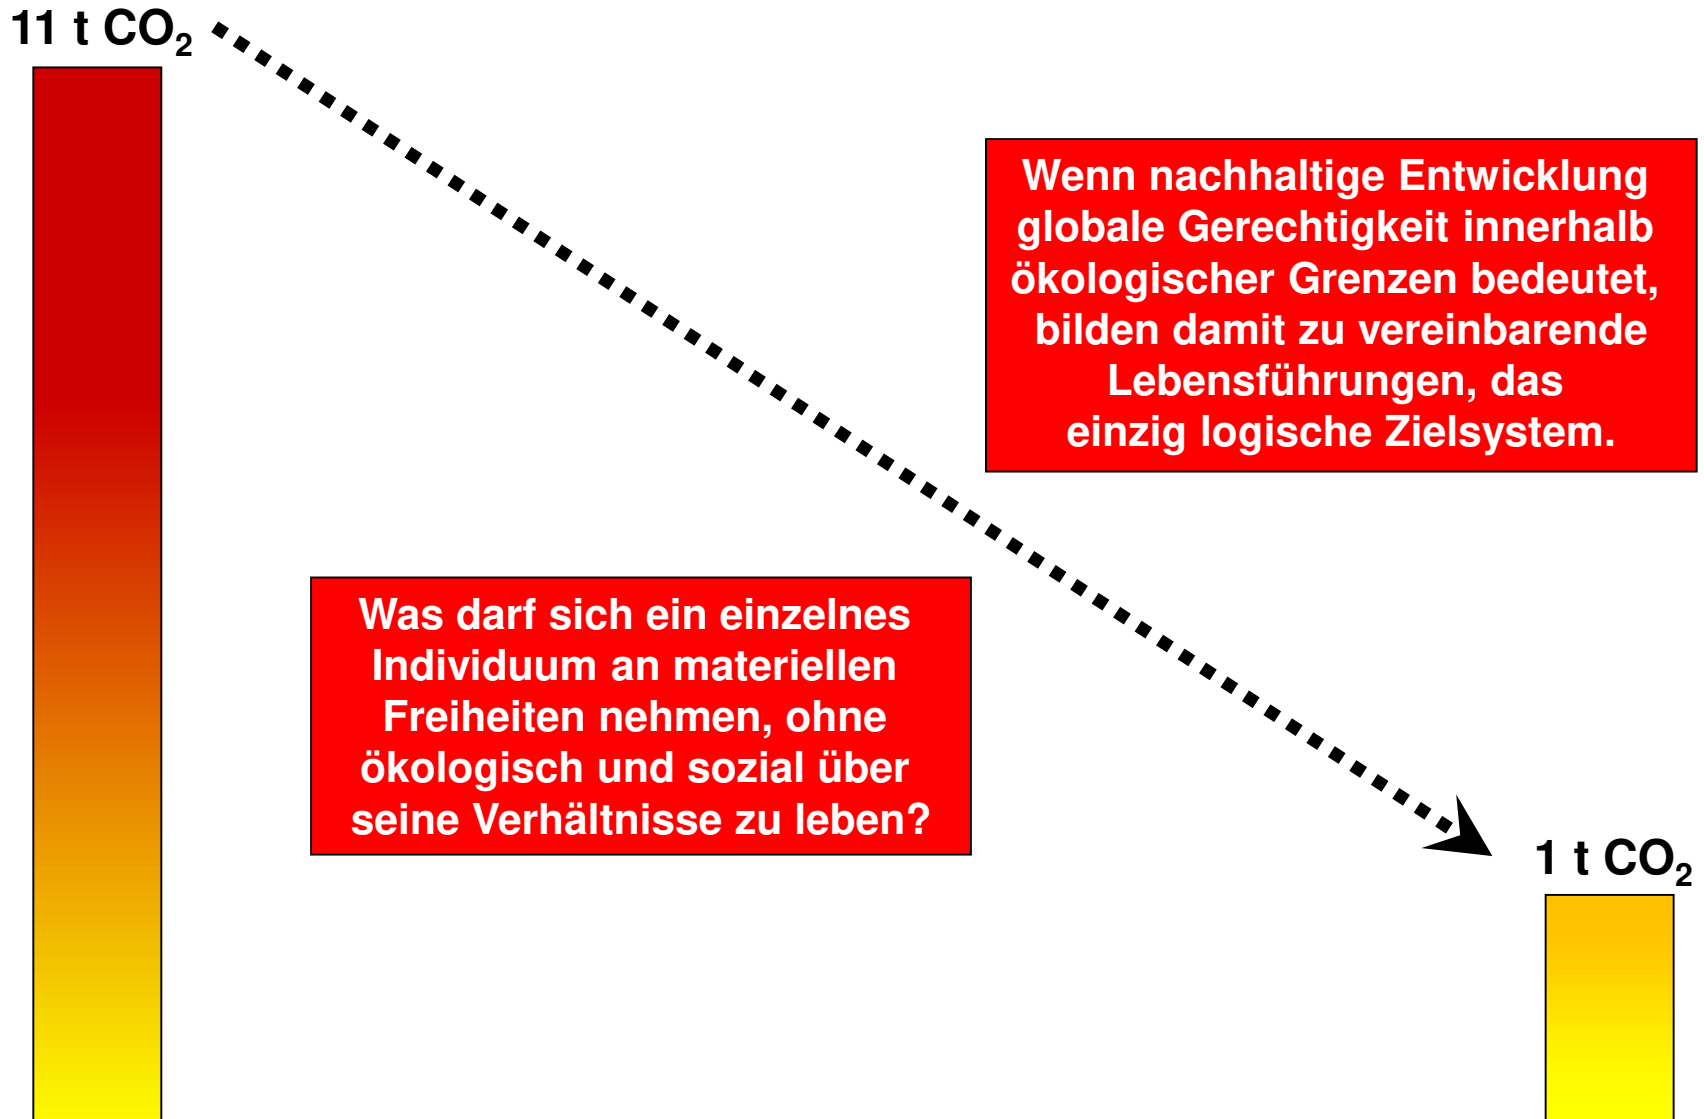 11 t CO₂
Wenn nachhaltige Entwicklung
globale Gerechtigkeit innerhalb
ökologischer Grenzen bedeutet,
bilden damit zu vereinbarende
Lebensführungen, das
einzig logische Zielsystem.
Was darf sich ein einzelnes
Individuum an materiellen
Freiheiten nehmen, ohne
ökologisch und sozial über
seine Verhältnisse zu leben?
1 t CO₂